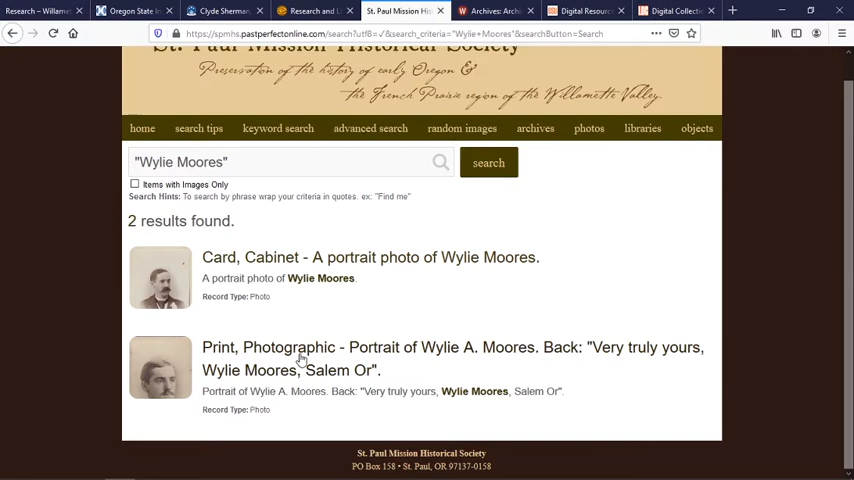 Research – Willame
Oregon State In
Clyde Sherman
Research and Li
St. Paul Mission His
Archives: Archi
Digital Resourc
Digital Collecti
https://spmhs.pastperfectonline.com/search?utf8=✓&search_criteria="Wylie+Moores"&searchButton=Search
St. Paul Mission Historical Society
Preservation of the history of early Oregon &
the French Prairie region of the Willamette Valley.
home search tips keyword search advanced search random images archives photos libraries objects
"Wylie Moores"
search
Items with Images Only
Search Hints: To search by phrase wrap your criteria in quotes. ex: "Find me"
2 results found.
Card, Cabinet - A portrait photo of Wylie Moores.
A portrait photo of Wylie Moores.
Record Type: Photo
Print, Photographic - Portrait of Wylie A. Moores. Back: "Very truly yours,
Wylie Moores, Salem Or".
Portrait of Wylie A. Moores. Back: "Very truly yours, Wylie Moores, Salem Or".
Record Type: Photo
St. Paul Mission Historical Society
PO Box 158 • St. Paul, OR 97137-0158